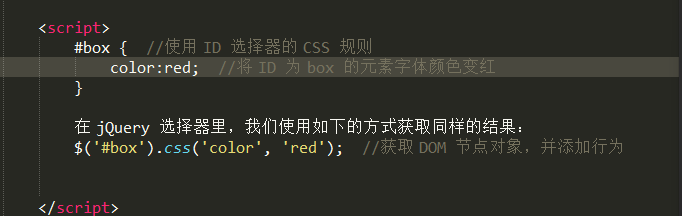 <script>
#box {  //使用 ID 选择器的 CSS 规则
color:red;  //将 ID 为 box 的元素字体颜色变红
}
在 jQuery 选择器里，我们使用如下的方式获取同样的结果：
$('#box').css('color', 'red');  //获取 DOM 节点对象，并添加行为
</script>